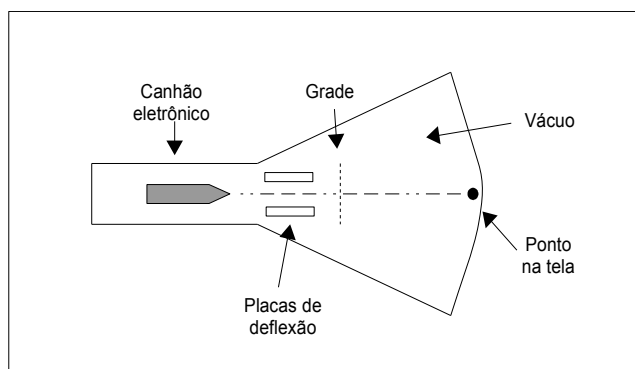 Canhão
eletrônico
Grade
Vácuo
Ponto
na tela
Placas de
deflexão